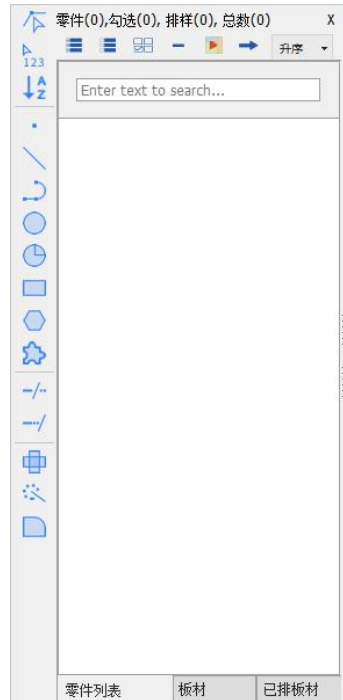 零件(0),勾选(0), 排样(0), 总数(0) X
123
升序
A
Z
Enter text to search...
零件列表 板材 已排板材